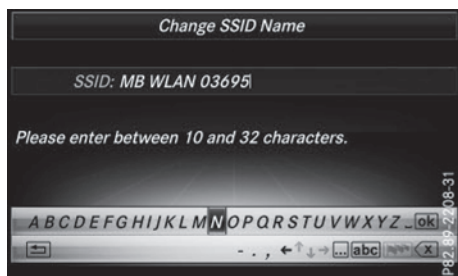 Change SSID Name
SSID: MB WLAN 03695
Please enter between 10 and 32 characters.
A B C D E F G H I J K L M N O P Q R S T U V W X Y Z _ ok
- . , ←↑↓→ ... abc X
P82.89-2208-31